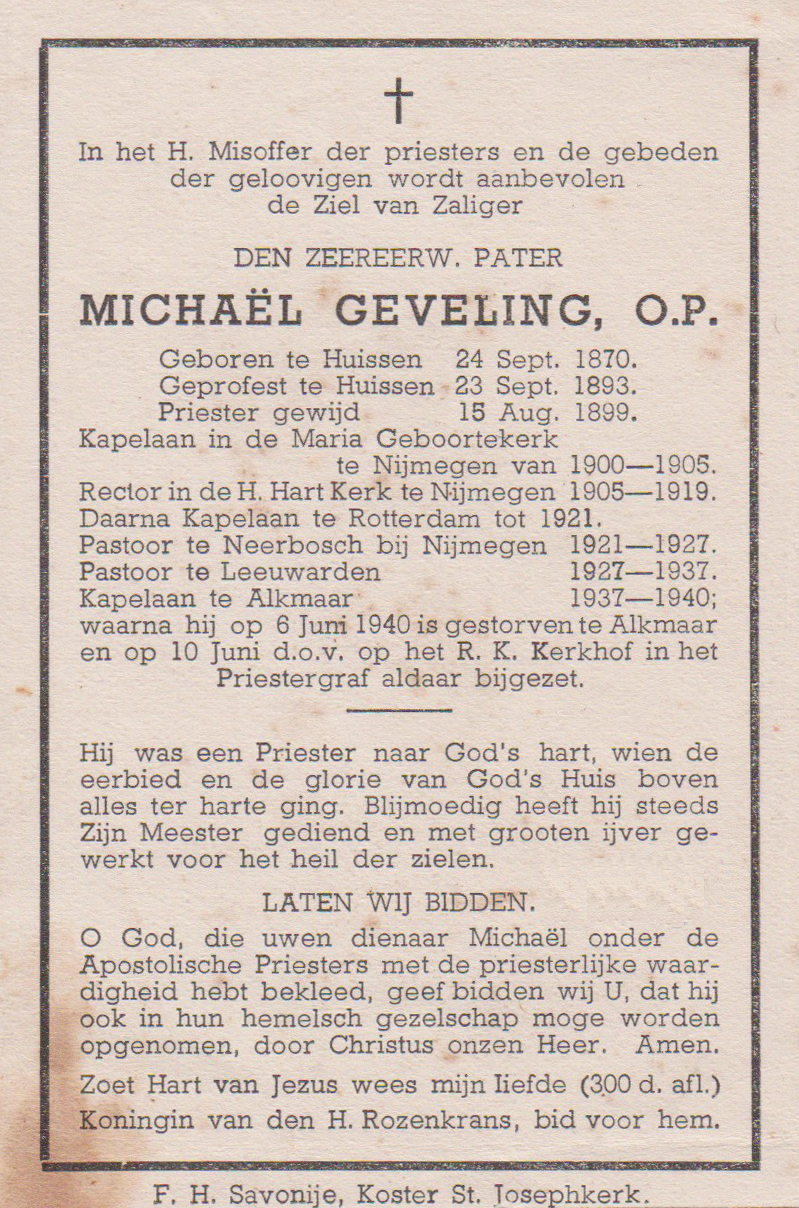 In het H. Misoffer der priesters en de gebeden
der geloovigen wordt aanbevolen
de Ziel van Zaliger
DEN ZEEREERW. PATER
MICHAËL GEVELING, O.P.
Geboren te Huissen 24 Sept. 1870.
Geprofest te Huissen 23 Sept. 1893.
Priester gewijd 15 Aug. 1899.
Kapelaan in de Maria Geboortekerk
te Nijmegen van 1900—1905.
Rector in de H. Hart Kerk te Nijmegen 1905—1919.
Daarna Kapelaan te Rotterdam tot 1921.
Pastoor te Neerbosch bij Nijmegen 1921—1927.
Pastoor te Leeuwarden 1927—1937.
Kapelaan te Alkmaar 1937—1940;
waarna hij op 6 Juni 1940 is gestorven te Alkmaar
en op 10 Juni d.o.v. op het R. K. Kerkhof in het
Priestergraf aldaar bijgezet.
Hij was een Priester naar God's hart, wien de
eerbied en de glorie van God's Huis boven
alles ter harte ging. Blijmoedig heeft hij steeds
Zijn Meester gediend en met grooten ijver ge-
werkt voor het heil der zielen.
LATEN WIJ BIDDEN.
O God, die uwen dienaar Michaël onder de
Apostolische Priesters met de priesterlijke waar-
digheid hebt bekleed, geef bidden wij U, dat hij
ook in hun hemelsch gezelschap moge worden
opgenomen, door Christus onzen Heer. Amen.
Zoet Hart van Jezus wees mijn liefde (300 d. afl.)
Koningin van den H. Rozenkrans, bid voor hem.
F. H. Savonije, Koster St. Josephkerk.